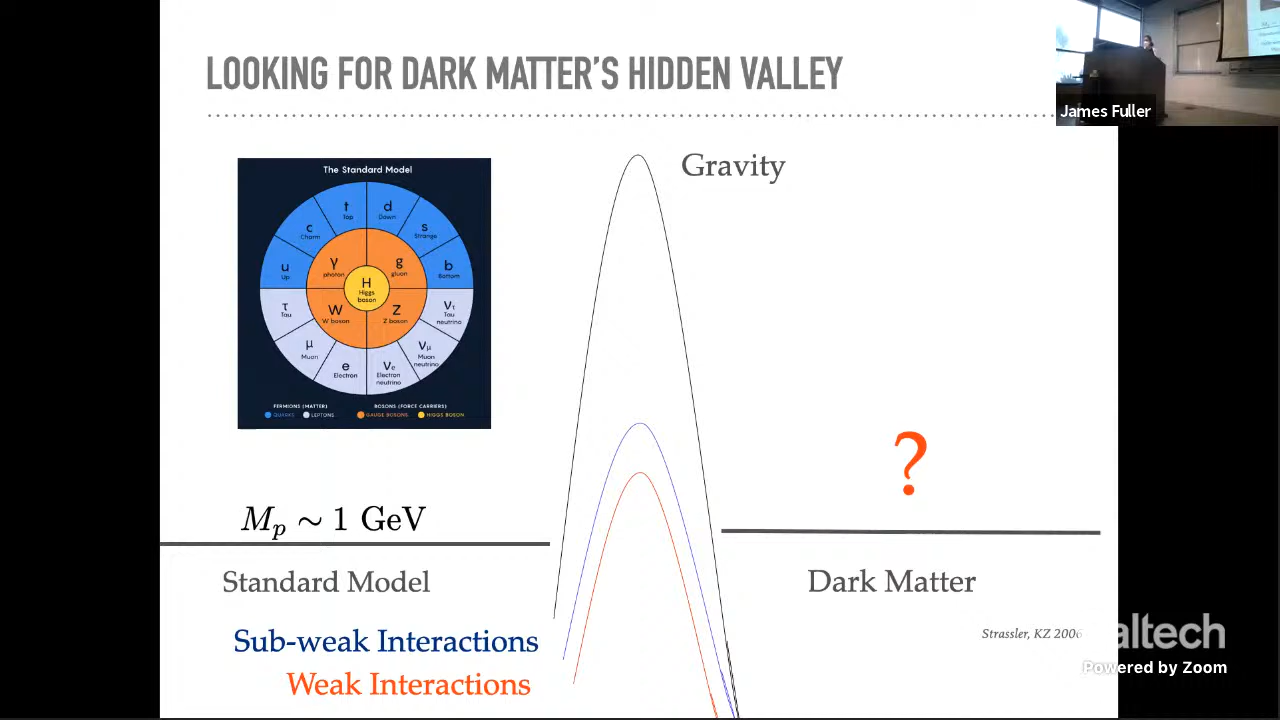 LOOKING FOR DARK MATTER'S HIDDEN VALLEY
James Fuller
The Standard Model
t
Top
d
Down
c
Charm
s
Strange
u
Up
b
Bottom
γ
photon
g
gluon
H
Higgs
boson
W
W boson
Z
Z boson
τ
Tau
ντ
Tau
neutrino
μ
Muon
νμ
Muon
neutrino
e
Electron
νe
Electron
neutrino
FERMIONS (MATTER)
BOSONS (FORCE CARRIERS)
QUARKS
LEPTONS
GAUGE BOSONS
HIGGS BOSON
Gravity
?
Mp ~ 1 GeV
Standard Model
Dark Matter
Sub-weak Interactions
Weak Interactions
Strassler, KZ 2006
altech
Powered by Zoom